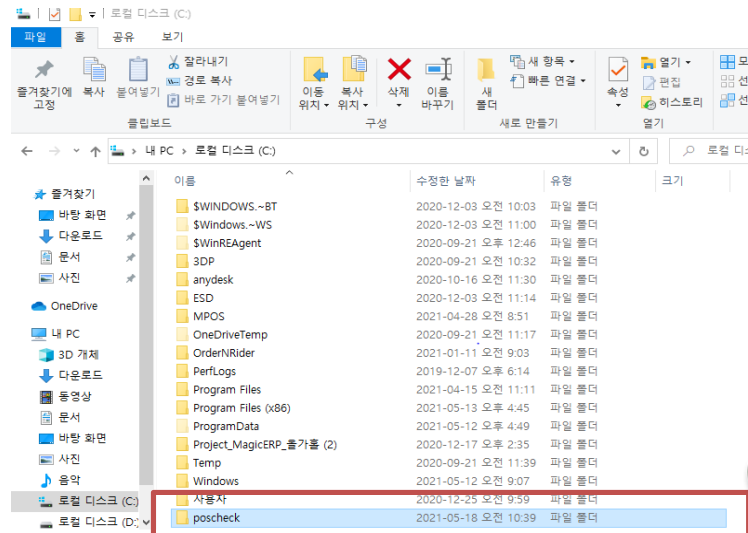 로컬 디스크 (C:)
파일 홈 공유 보기
즐겨찾기에 고정
복사
붙여넣기
잘라내기
경로 복사
바로 가기 붙여넣기
클립보드
이동 위치
복사 위치
삭제
이름 바꾸기
구성
새 폴더
새 항목
빠른 연결
새로 만들기
속성
열기
편집
히스토리
열기
모
선
선
내 PC > 로컬 디스크 (C:)
로컬 디스
이름 수정한 날짜 유형 크기
즐겨찾기
바탕 화면
다운로드
문서
사진
OneDrive
내 PC
3D 개체
다운로드
동영상
문서
바탕 화면
사진
음악
로컬 디스크 (C:)
로컬 디스크 (D:)
$WINDOWS.~BT 2020-12-03 오전 10:03 파일 폴더
$Windows.~WS 2020-12-03 오전 11:00 파일 폴더
$WinREAgent 2020-09-21 오후 12:46 파일 폴더
3DP 2020-09-21 오전 10:32 파일 폴더
anydesk 2020-10-16 오전 11:30 파일 폴더
ESD 2020-12-03 오전 11:14 파일 폴더
MPOS 2021-04-28 오전 8:51 파일 폴더
OneDriveTemp 2020-09-21 오전 11:17 파일 폴더
OrderNRider 2021-01-11 오전 9:03 파일 폴더
PerfLogs 2019-12-07 오후 6:14 파일 폴더
Program Files 2021-04-15 오전 11:11 파일 폴더
Program Files (x86) 2021-05-13 오후 4:45 파일 폴더
ProgramData 2021-05-12 오후 4:49 파일 폴더
Project_MagicERP_올가홀 (2) 2020-12-17 오후 2:35 파일 폴더
Temp 2020-09-21 오전 11:39 파일 폴더
Windows 2021-05-12 오전 9:07 파일 폴더
사용자 2020-12-25 오전 9:59 파일 폴더
poscheck 2021-05-18 오전 10:39 파일 폴더